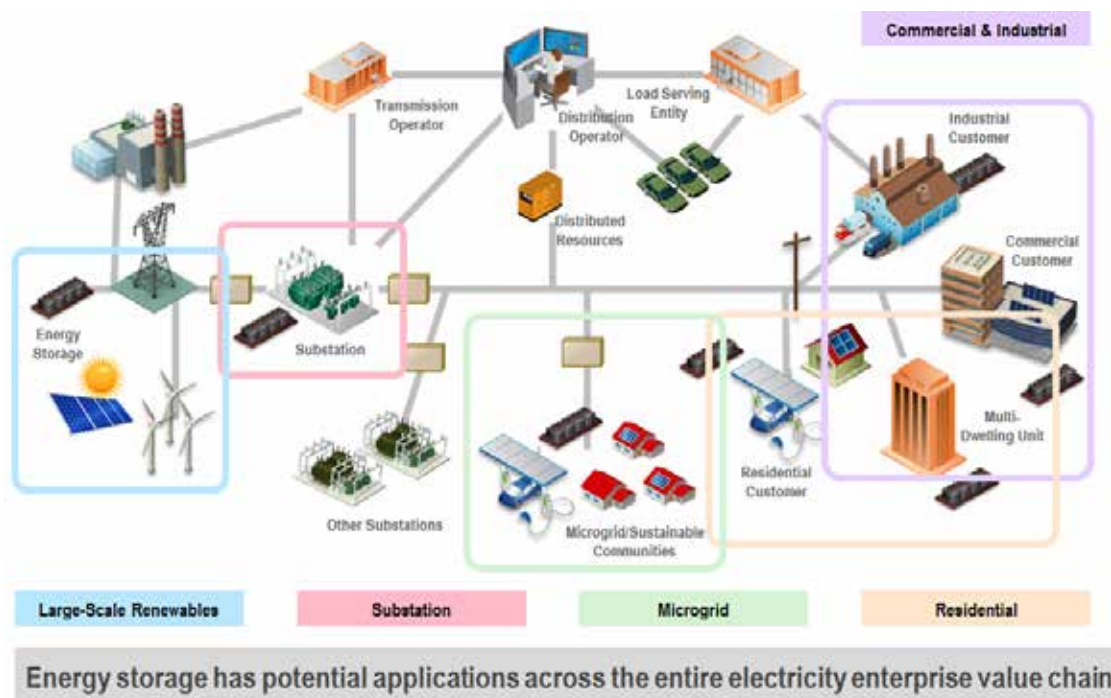 Commercial & Industrial
Transmission
Operator
Distribution
Operator
Load Serving
Entity
Industrial
Customer
Distributed
Resources
Commercial
Customer
Energy
Storage
Substation
Multi-
Dwelling Unit
Residential
Customer
Other Substations
Microgrid/Sustainable
Communities
Large-Scale Renewables
Substation
Microgrid
Residential
Energy storage has potential applications across the entire electricity enterprise value chain